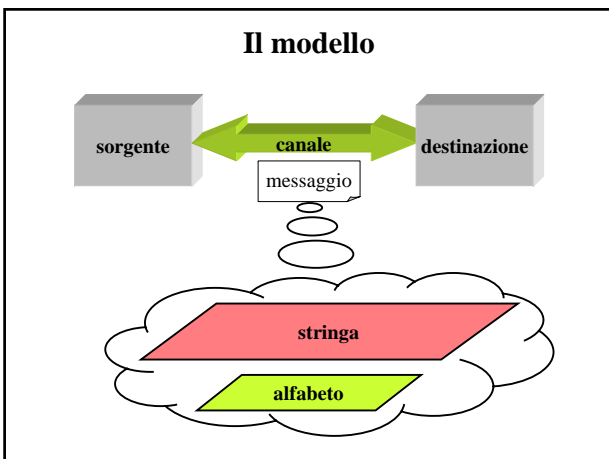 Il modello
sorgente
canale
destinazione
messaggio
stringa
alfabeto